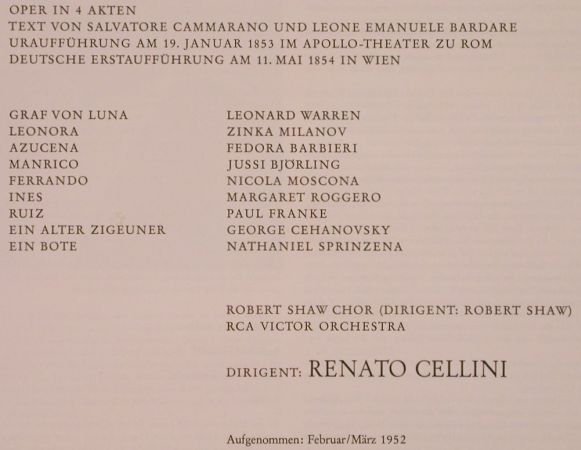 OPER IN 4 AKTEN
TEXT VON SALVATORE CAMMARANO UND LEONE EMANUELE BARDARE
URAUFFÜHRUNG AM 19. JANUAR 1853 IM APOLLO-THEATER ZU ROM
DEUTSCHE ERSTAUFFÜHRUNG AM 11. MAI 1854 IN WIEN
GRAF VON LUNA LEONARD WARREN
LEONORA ZINKA MILANOV
AZUCENA FEDORA BARBIERI
MANRICO JUSSI BJÖRLING
FERRANDO NICOLA MOSCONA
INES MARGARET ROGGERO
RUIZ PAUL FRANKE
EIN ALTER ZIGEUNER GEORGE CEHANOVSKY
EIN BOTE NATHANIEL SPRINZENA
ROBERT SHAW CHOR (DIRIGENT: ROBERT SHAW)
RCA VICTOR ORCHESTRA
DIRIGENT: RENATO CELLINI
Aufgenommen: Februar/März 1952